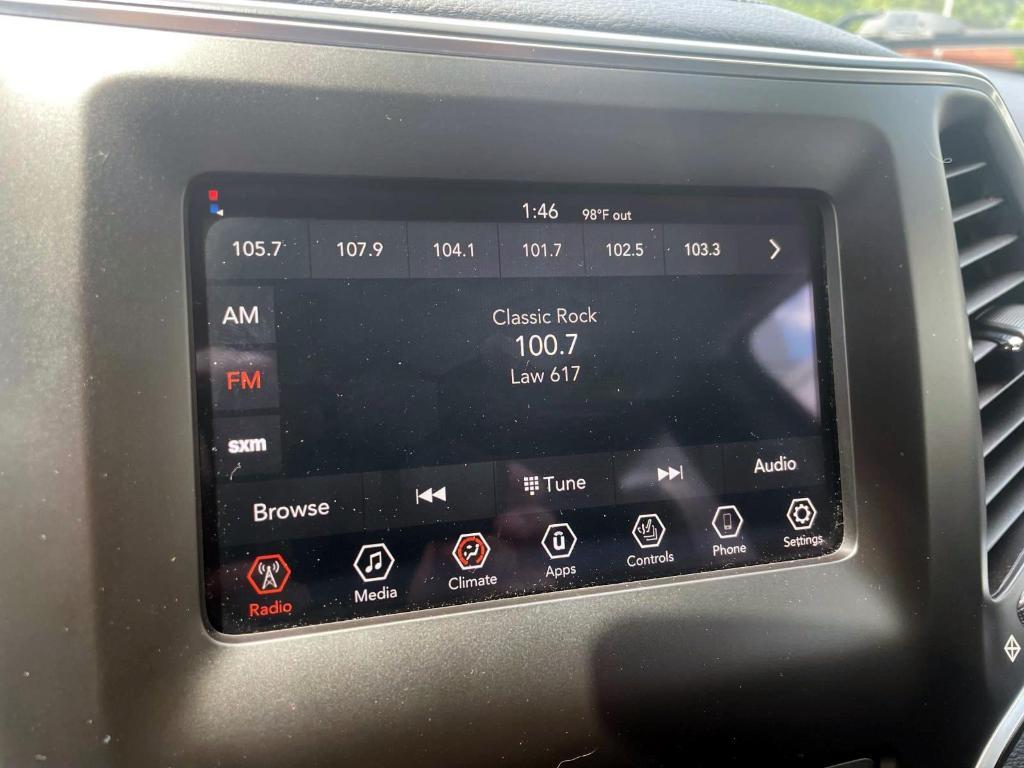 1:46 98°F out
105.7 107.9 104.1 101.7 102.5 103.3
AM
Classic Rock
100.7
Law 617
FM
sxm
Browse Tune Audio
Radio Media Climate Apps Controls Phone Settings